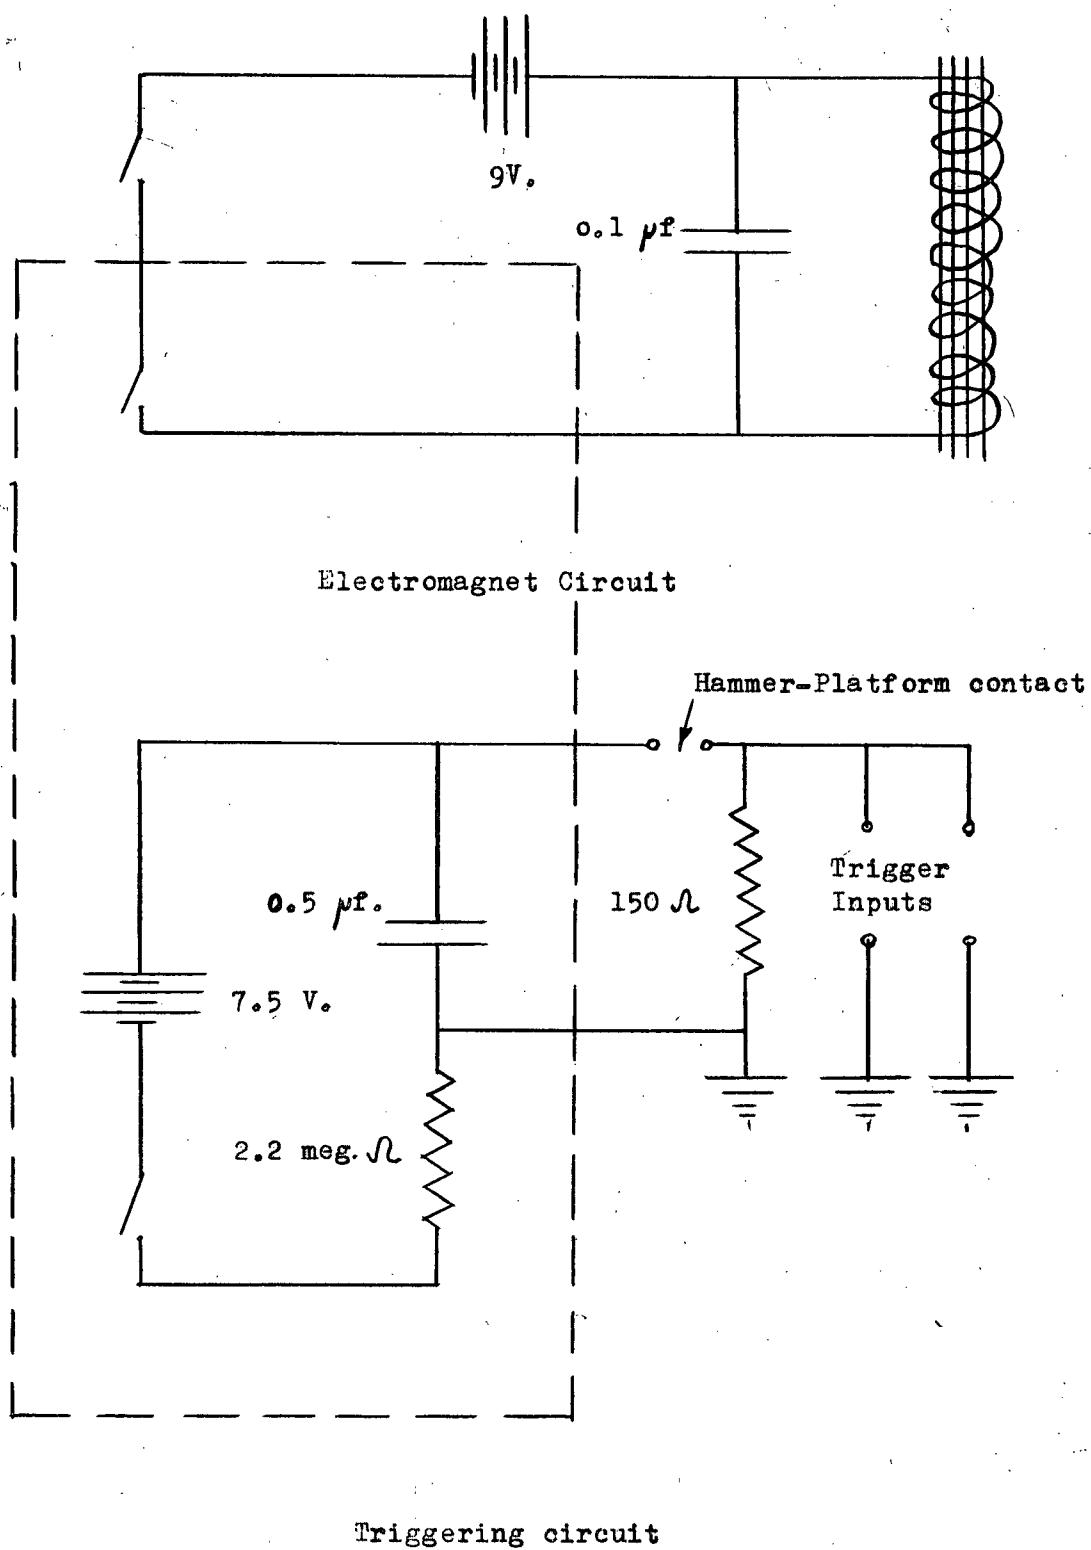 9V.
0.1 μf
Electromagnet Circuit
Hammer-Platform contact
Trigger
Inputs
0.5 μf.
150 Ω
7.5 V.
2.2 meg. Ω
Triggering circuit